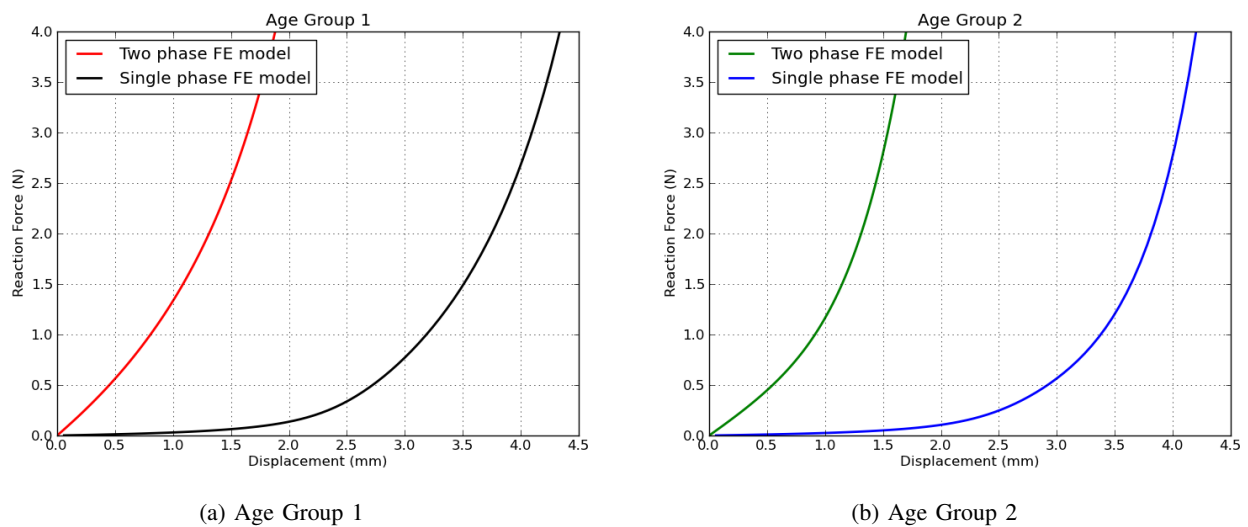 Age Group 1
Two phase FE model
Single phase FE model
Reaction Force (N)
4.0
3.5
3.0
2.5
2.0
1.5
1.0
0.5
0.0
0.0 0.5 1.0 1.5 2.0 2.5 3.0 3.5 4.0 4.5
Displacement (mm)
(a) Age Group 1
Age Group 2
Two phase FE model
Single phase FE model
Reaction Force (N)
4.0
3.5
3.0
2.5
2.0
1.5
1.0
0.5
0.0
0.0 0.5 1.0 1.5 2.0 2.5 3.0 3.5 4.0 4.5
Displacement (mm)
(b) Age Group 2